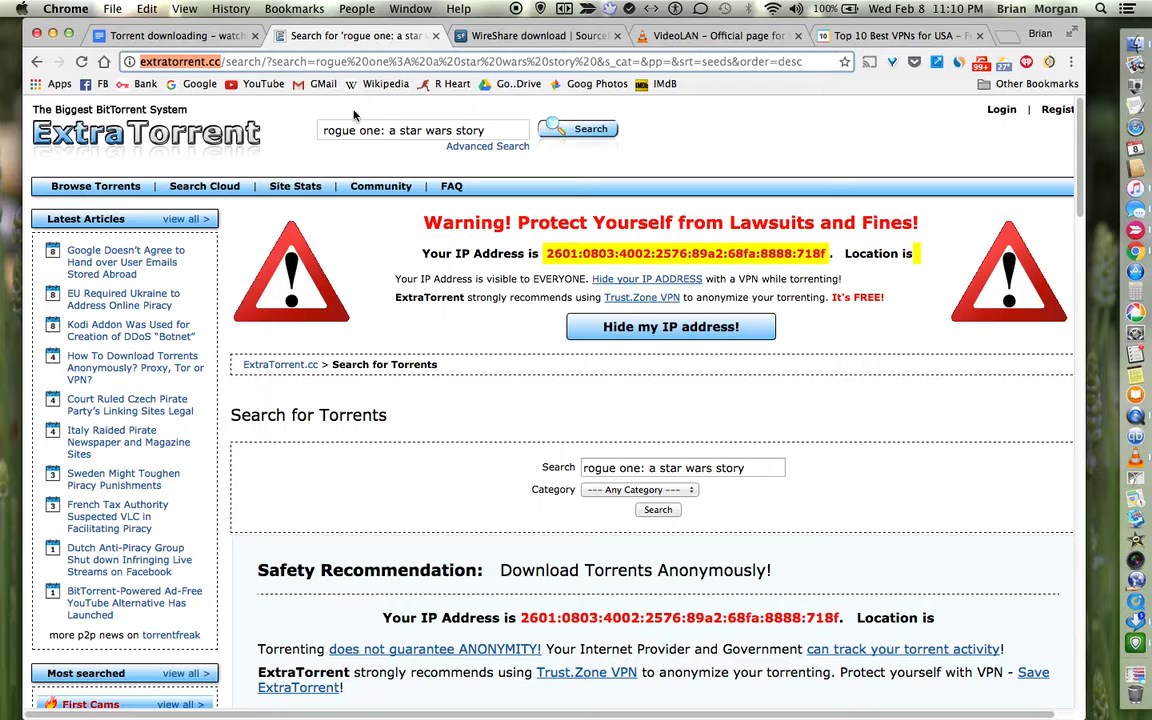 Chrome File Edit View History Bookmarks People Window Help 100% Wed Feb 8 11:10 PM Brian Morgan
Torrent downloading – watch
Search for 'rogue one: a star
WireShare download | Source
VideoLAN – Official page for
Top 10 Best VPNs for USA – F
Brian
extratorrent.cc/search/?search=rogue%20one%3A%20a%20star%20wars%20story%20&s_cat=&pp=&srt=seeds&order=desc
99+ 27°
Apps FB Bank Google YouTube GMail Wikipedia R Heart Go..Drive Goog Photos IMDb Other Bookmarks
The Biggest BitTorrent System
ExtraTorrent
rogue one: a star wars story Search
Advanced Search
Login | Regist
Browse Torrents | Search Cloud | Site Stats | Community | FAQ
Latest Articles view all >
8 Google Doesn't Agree to
Hand over User Emails
Stored Abroad
8 EU Required Ukraine to
Address Online Piracy
8 Kodi Addon Was Used for
Creation of DDoS "Botnet"
4 How To Download Torrents
Anonymously? Proxy, Tor or
VPN?
4 Court Ruled Czech Pirate
Party's Linking Sites Legal
4 Italy Raided Pirate
Newspaper and Magazine
Sites
3 Sweden Might Toughen
Piracy Punishments
3 French Tax Authority
Suspected VLC in
Facilitating Piracy
1 Dutch Anti-Piracy Group
Shut down Infringing Live
Streams on Facebook
1 BitTorrent-Powered Ad-Free
YouTube Alternative Has
Launched
more p2p news on torrentfreak
Most searched view all >
First Cams view all >
Warning! Protect Yourself from Lawsuits and Fines!
Your IP Address is 2601:0803:4002:2576:89a2:68fa:8888:718f. Location is
Your IP Address is visible to EVERYONE. Hide your IP ADDRESS with a VPN while torrenting!
ExtraTorrent strongly recommends using Trust.Zone VPN to anonymize your torrenting. It's FREE!
Hide my IP address!
ExtraTorrent.cc > Search for Torrents
Search for Torrents
Search rogue one: a star wars story
Category --- Any Category ---
Search
Safety Recommendation: Download Torrents Anonymously!
Your IP Address is 2601:0803:4002:2576:89a2:68fa:8888:718f. Location is
Torrenting does not guarantee ANONYMITY! Your Internet Provider and Government can track your torrent activity!
ExtraTorrent strongly recommends using Trust.Zone VPN to anonymize your torrenting. Protect yourself with VPN - Save
ExtraTorrent!